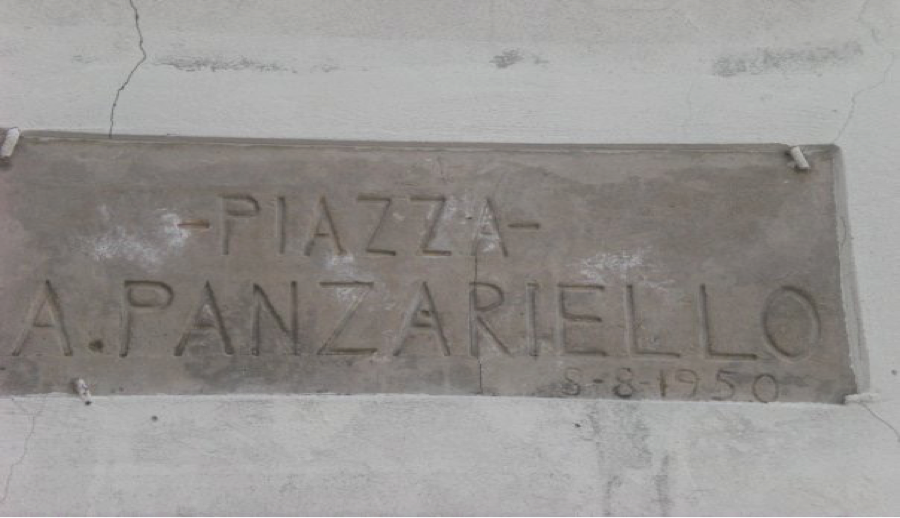 -PIAZZA-
A. PANZARIELLO
8-8-1950